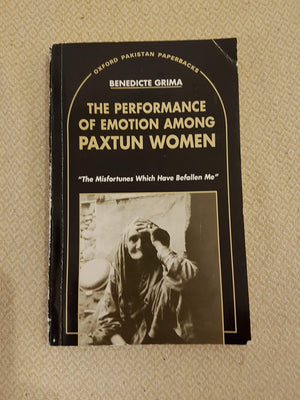 OXFORD PAKISTAN PAPERBACKS
BENEDICTE GRIMA
THE PERFORMANCE
OF EMOTION AMONG
PAXTUN WOMEN
"The Misfortunes Which Have Befallen Me"